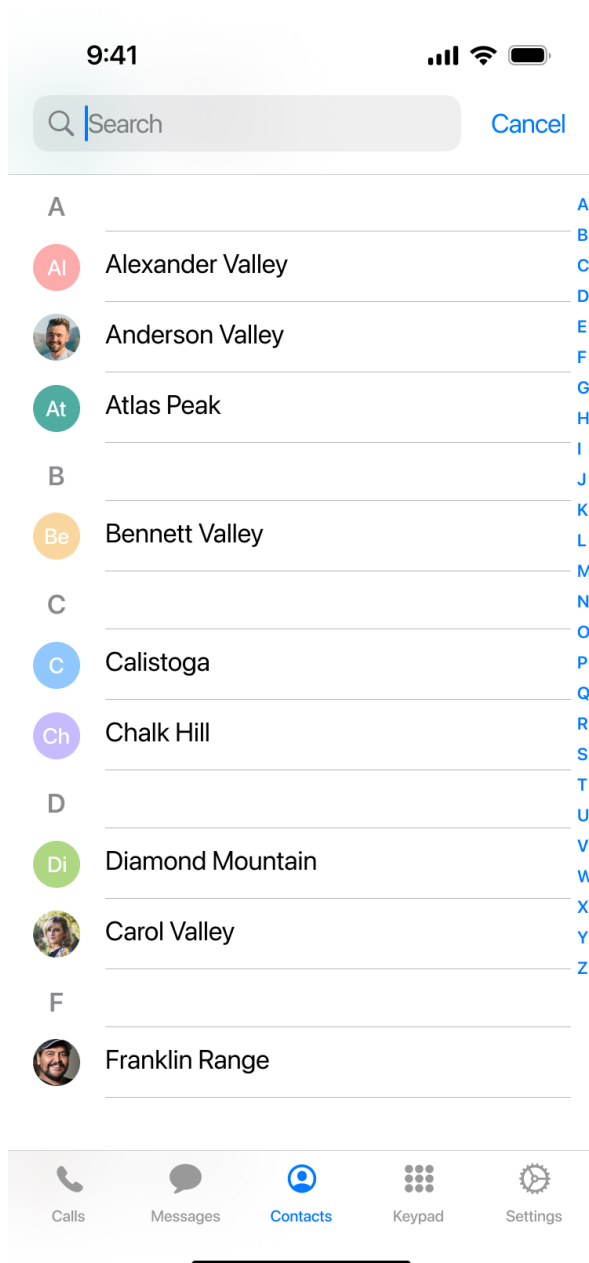 9:41
Search
Cancel
A
Al
Alexander Valley
Anderson Valley
At
Atlas Peak
B
Be
Bennett Valley
C
C
Calistoga
Ch
Chalk Hill
D
Di
Diamond Mountain
Carol Valley
F
Franklin Range
A
B
C
D
E
F
G
H
I
J
K
L
M
N
O
P
Q
R
S
T
U
V
W
X
Y
Z
Calls
Messages
Contacts
Keypad
Settings